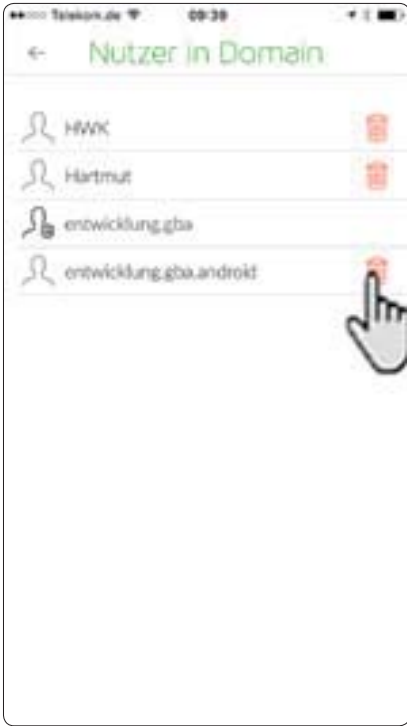 Telekom.de 09:39
Nutzer in Domain
HWK
Hartmut
entwicklung.gba
entwicklung.gba.android